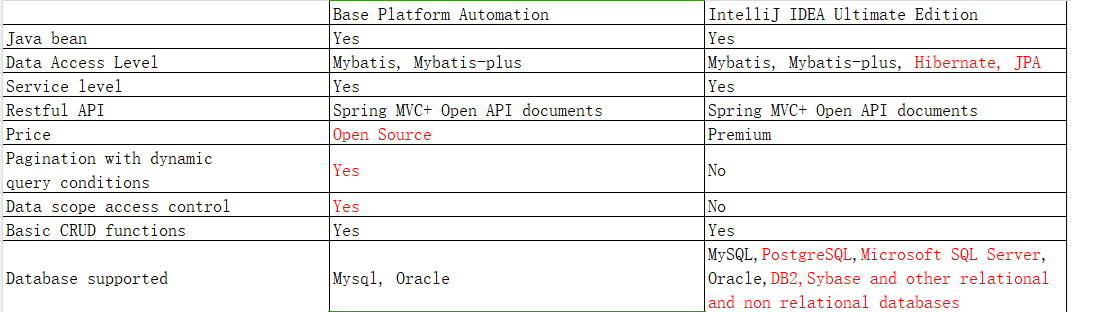 Base Platform Automation IntelliJ IDEA Ultimate Edition
Java bean Yes Yes
Data Access Level Mybatis, Mybatis-plus Mybatis, Mybatis-plus, Hibernate, JPA
Service level Yes Yes
Restful API Spring MVC+ Open API documents Spring MVC+ Open API documents
Price Open Source Premium
Pagination with dynamic
query conditions
Yes No
Data scope access control Yes No
Basic CRUD functions Yes Yes
Database supported Mysql, Oracle
MySQL,PostgreSQL,Microsoft SQL Server,
Oracle,DB2,Sybase and other relational
and non relational databases